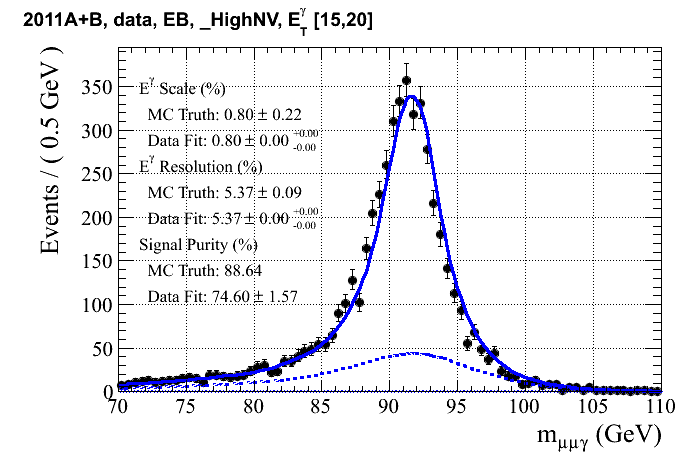 2011A+B, data, EB, _HighNV, E_T^γ [15,20]
Events / ( 0.5 GeV )
350
300
250
200
150
100
50
0
E^γ Scale (%)
MC Truth: 0.80 ± 0.22
Data Fit: 0.80 ± 0.00 +0.00 -0.00
E^γ Resolution (%)
MC Truth: 5.37 ± 0.09
Data Fit: 5.37 ± 0.00 +0.00 -0.00
Signal Purity (%)
MC Truth: 88.64
Data Fit: 74.60 ± 1.57
70 75 80 85 90 95 100 105 110
m_μμγ (GeV)